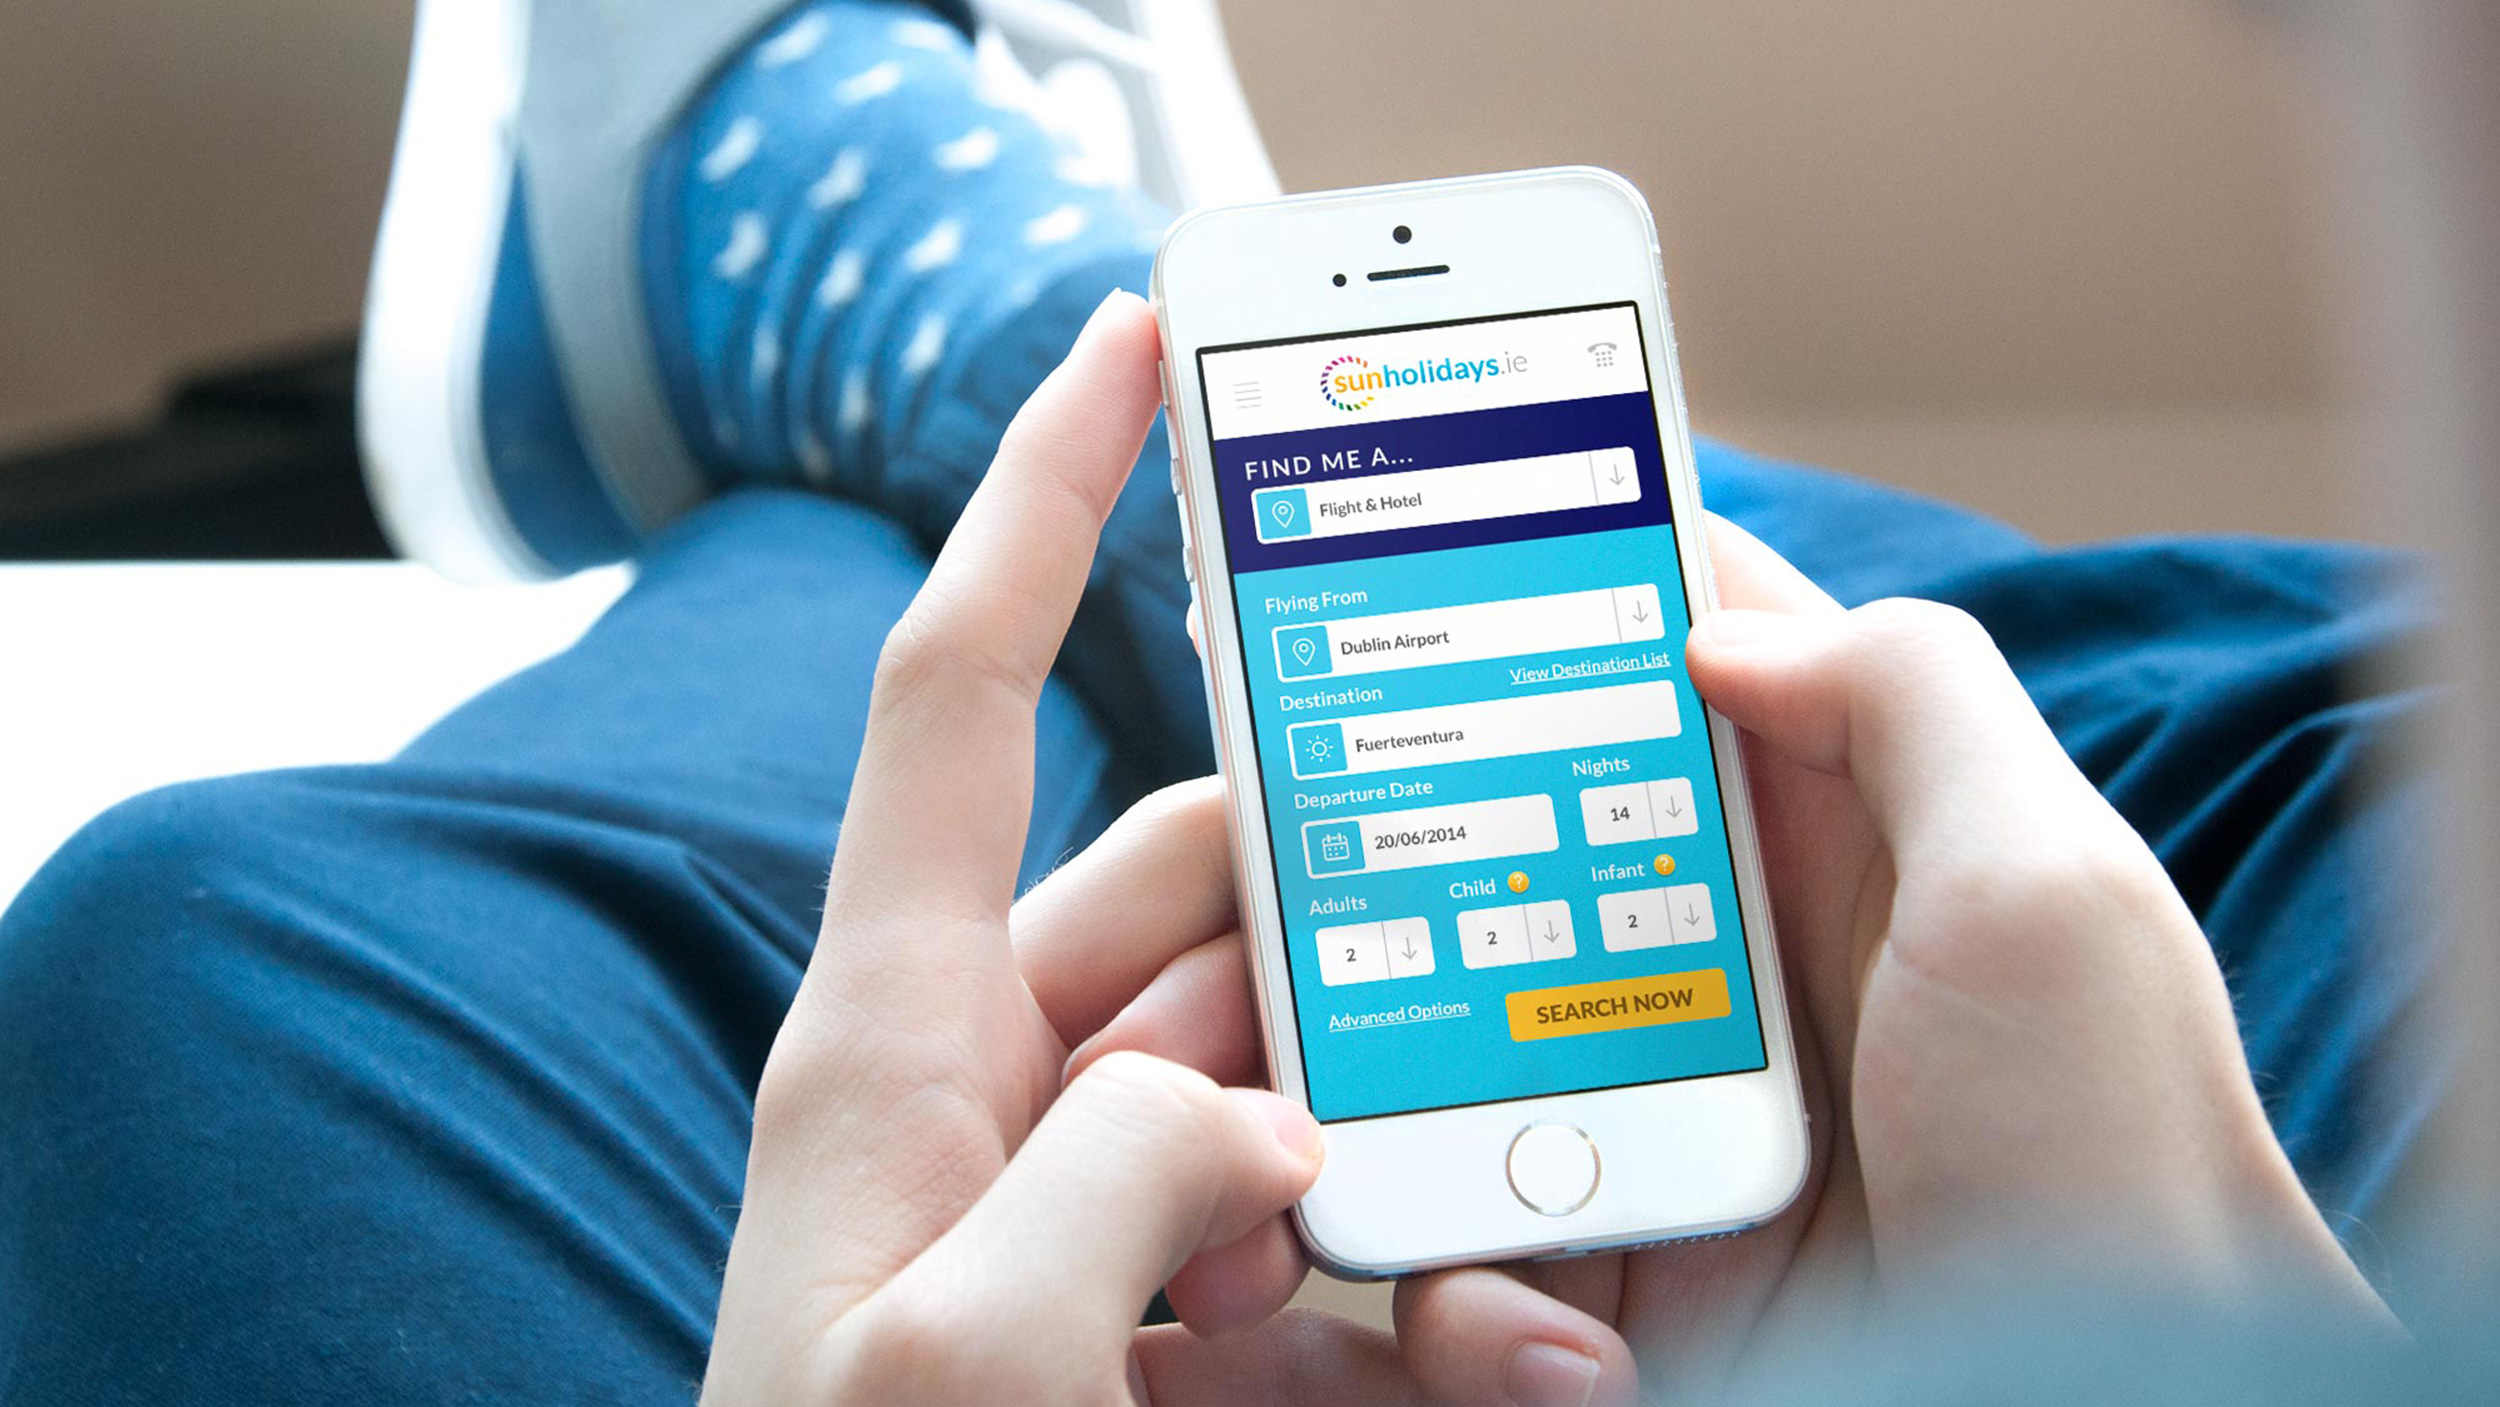 sunholidays.ie
FIND ME A...
Flight & Hotel
Flying From
Dublin Airport
View Destination List
Destination
Fuerteventura
Departure Date Nights
20/06/2014 14
Adults Child ? Infant ?
2 2 2
Advanced Options SEARCH NOW